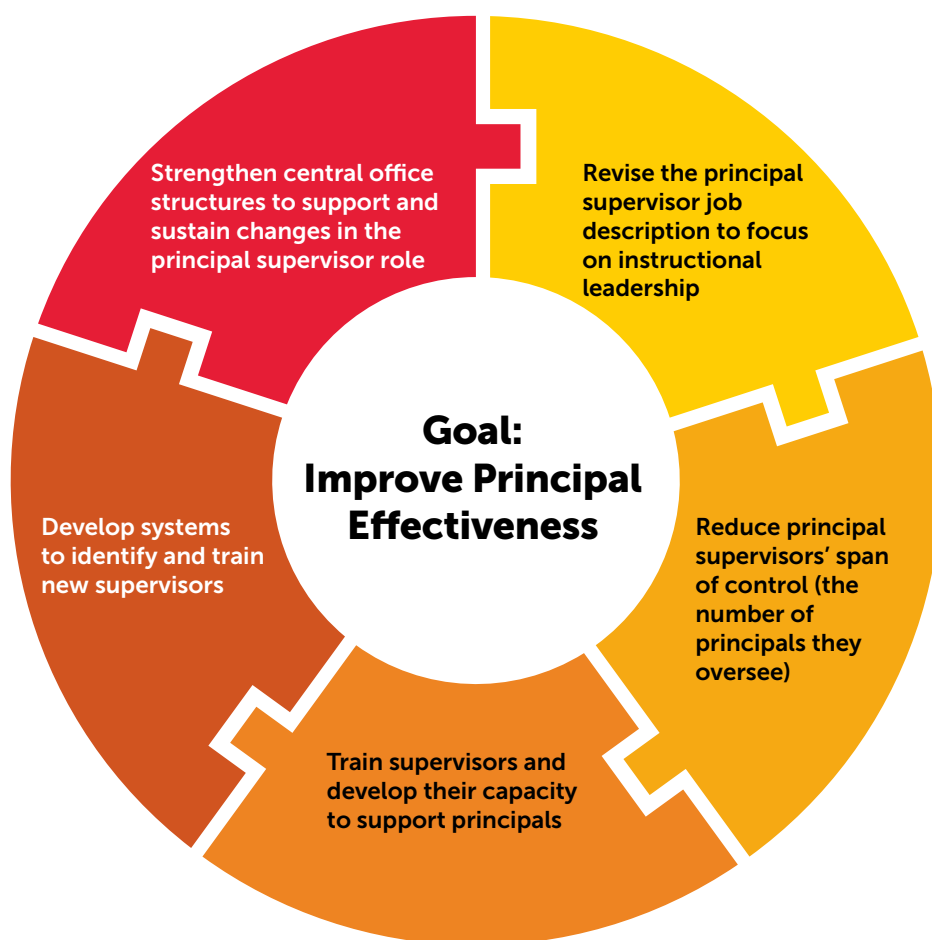 Goal:
Improve Principal
Effectiveness
Revise the principal
supervisor job
description to focus
on instructional
leadership
Reduce principal
supervisors’ span
of control (the
number of
principals they
oversee)
Train supervisors and
develop their capacity
to support principals
Develop systems
to identify and train
new supervisors
Strengthen central office
structures to support and
sustain changes in the
principal supervisor role